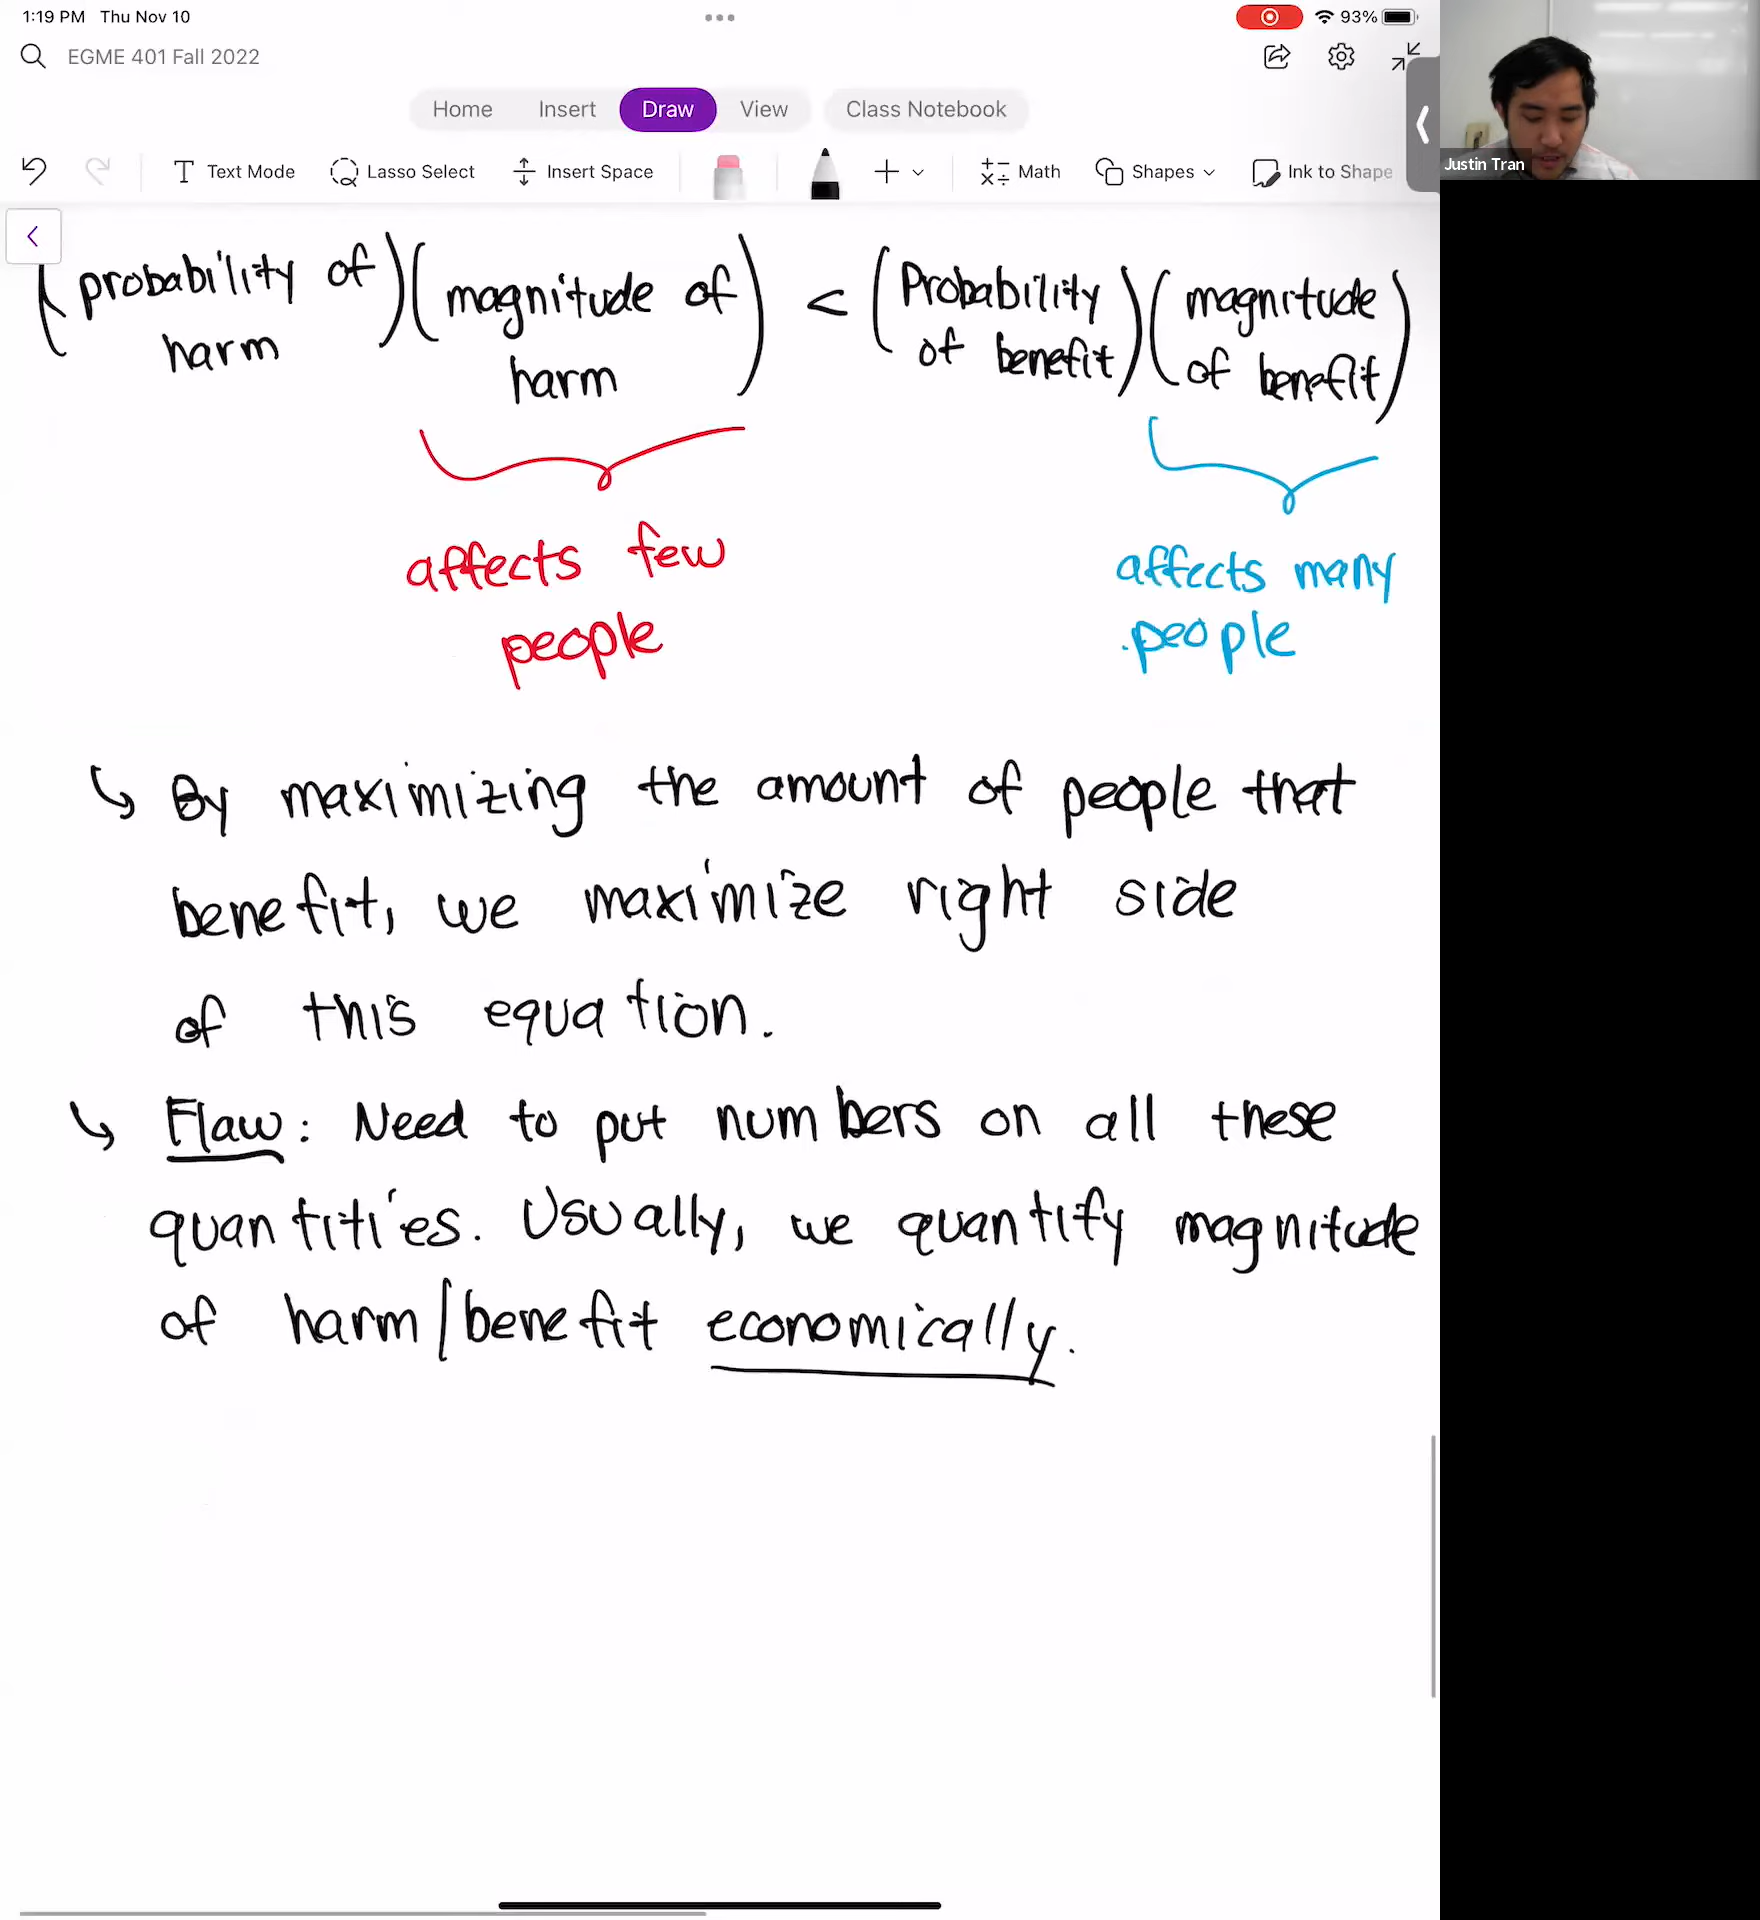 1:19 PM Thu Nov 10
93%
EGME 401 Fall 2022
Home Insert Draw View Class Notebook
Text Mode Lasso Select Insert Space Math Shapes Ink to Shape
Justin Tran
(probability of harm)(magnitude of harm) < (Probability of benefit)(magnitude of benefit)
affects few people
affects many people
↳ By maximizing the amount of people that
benefit, we maximize right side
of this equation.
↳ Flaw: Need to put numbers on all these
quantities. Usually, we quantify magnitude
of harm/benefit economically.